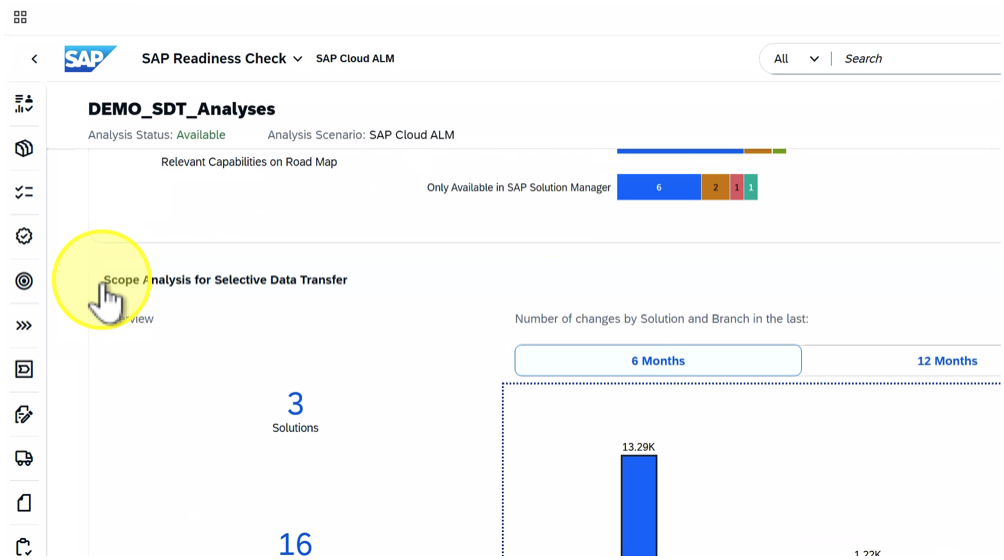 SAP
SAP Readiness Check
SAP Cloud ALM
All
Search
DEMO_SDT_Analyses
Analysis Status: Available
Analysis Scenario: SAP Cloud ALM
Relevant Capabilities on Road Map
Only Available in SAP Solution Manager
6
2
1
1
Scope Analysis for Selective Data Transfer
Number of changes by Solution and Branch in the last:
6 Months
12 Months
3
Solutions
13.29K
16
1.22K